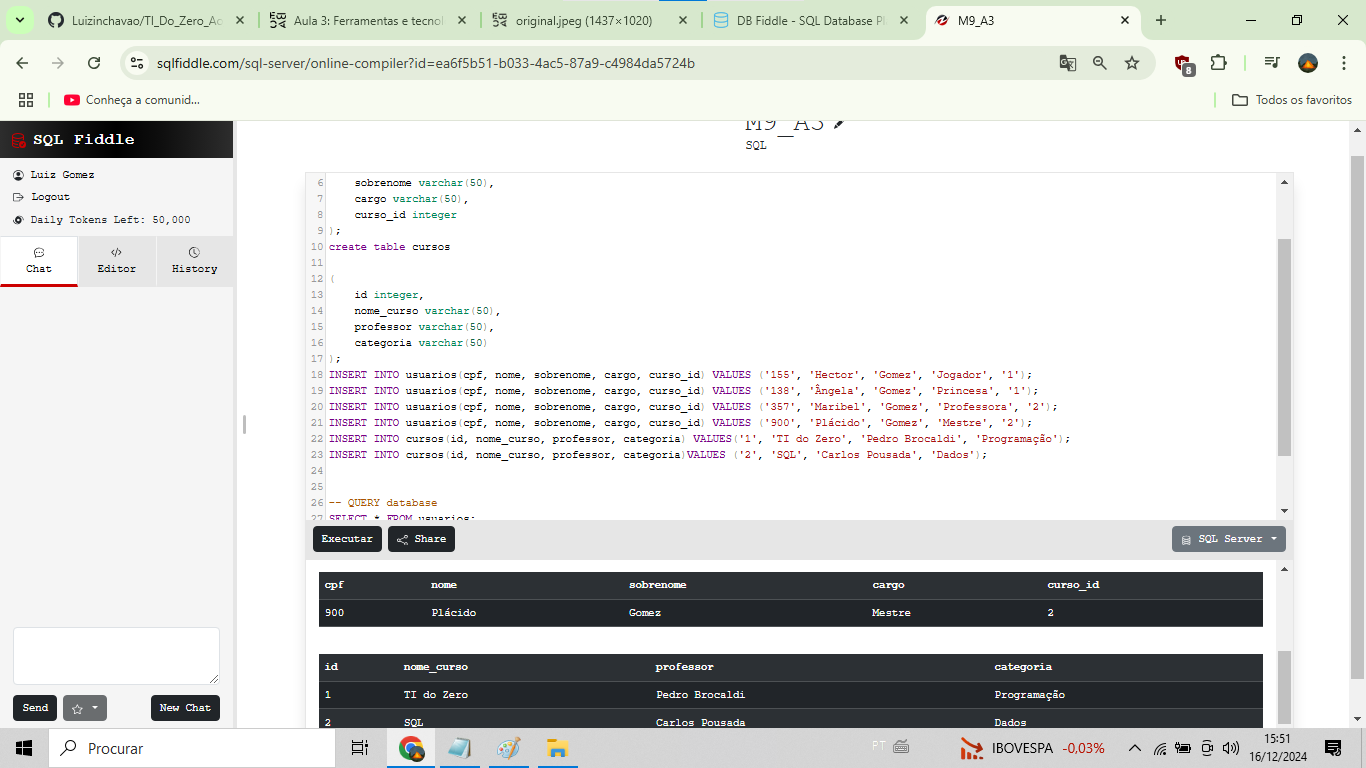 Luizinchavao/TI_Do_Zero_Ao
Aula 3: Ferramentas e tecnol
original.jpeg (1437×1020)
DB Fiddle - SQL Database Pl
M9_A3
sqlfiddle.com/sql-server/online-compiler?id=ea6f5b51-b033-4ac5-87a9-c4984da5724b
8
Conheça a comunid...
Todos os favoritos
SQL Fiddle
Luiz Gomez
Logout
Daily Tokens Left: 50,000
Chat
Editor
History
M9_A3
SQL
6 sobrenome varchar(50),
7 cargo varchar(50),
8 curso_id integer
9 );
10 create table cursos
11
12 (
13 id integer,
14 nome_curso varchar(50),
15 professor varchar(50),
16 categoria varchar(50)
17 );
18 INSERT INTO usuarios(cpf, nome, sobrenome, cargo, curso_id) VALUES ('155', 'Hector', 'Gomez', 'Jogador', '1');
19 INSERT INTO usuarios(cpf, nome, sobrenome, cargo, curso_id) VALUES ('138', 'Ângela', 'Gomez', 'Princesa', '1');
20 INSERT INTO usuarios(cpf, nome, sobrenome, cargo, curso_id) VALUES ('357', 'Maribel', 'Gomez', 'Professora', '2');
21 INSERT INTO usuarios(cpf, nome, sobrenome, cargo, curso_id) VALUES ('900', 'Plácido', 'Gomez', 'Mestre', '2');
22 INSERT INTO cursos(id, nome_curso, professor, categoria) VALUES('1', 'TI do Zero', 'Pedro Brocaldi', 'Programação');
23 INSERT INTO cursos(id, nome_curso, professor, categoria)VALUES ('2', 'SQL', 'Carlos Pousada', 'Dados');
24
25
26 -- QUERY database
27 SELECT * FROM usuarios;
Executar
Share
SQL Server
cpf nome sobrenome cargo curso_id
900 Plácido Gomez Mestre 2
id nome_curso professor categoria
1 TI do Zero Pedro Brocaldi Programação
2 SQL Carlos Pousada Dados
Send
New Chat
Procurar
PT
IBOVESPA -0,03%
15:51
16/12/2024